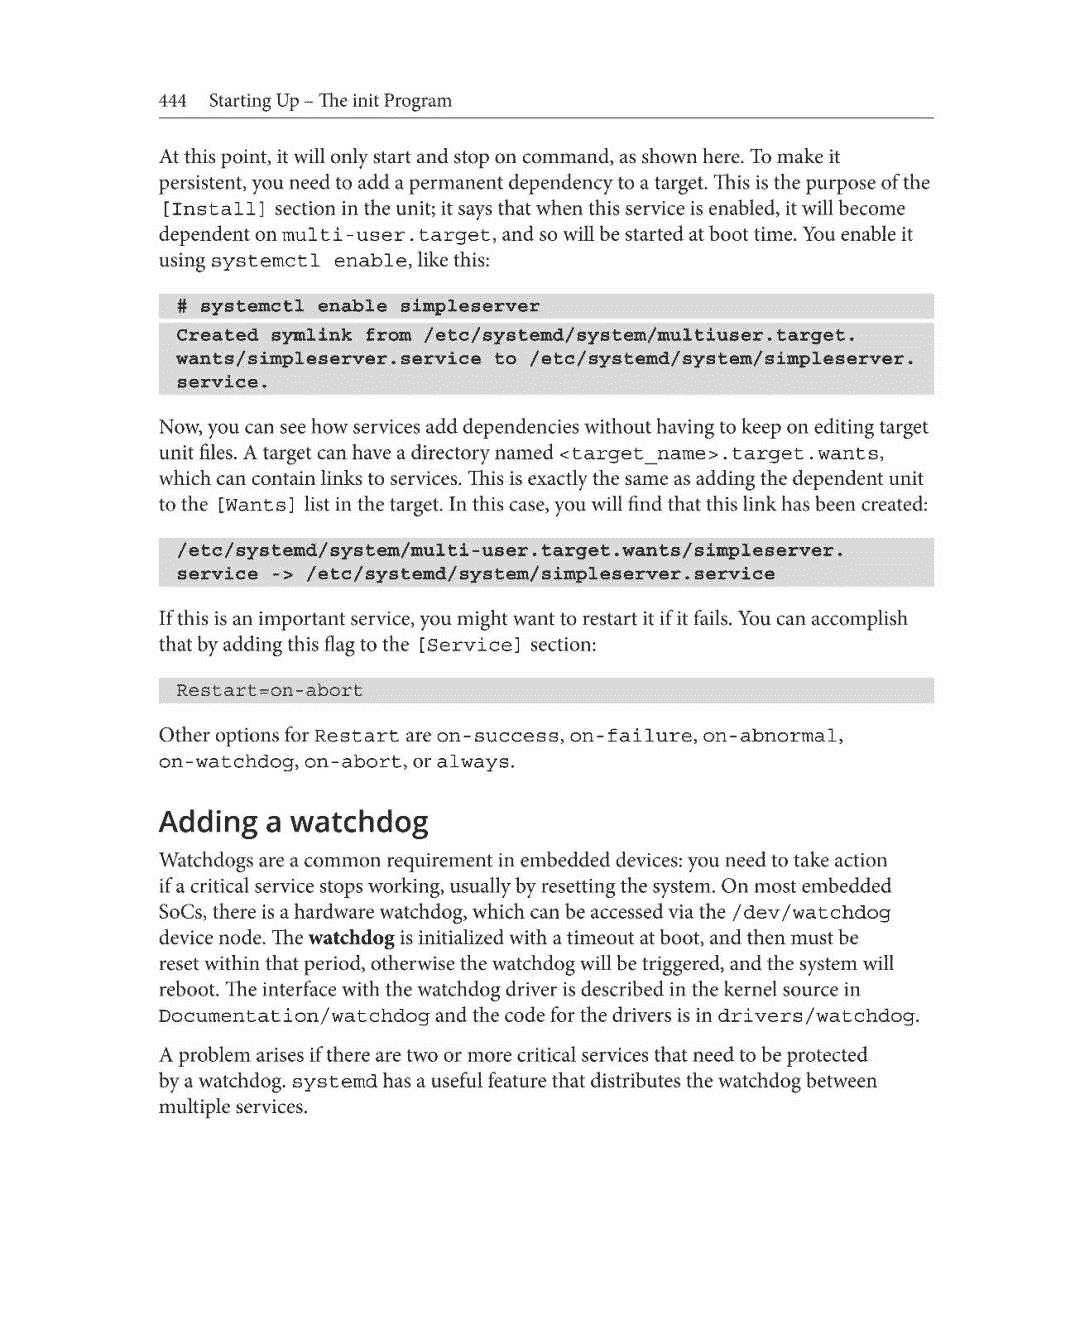 444 Starting Up – The init Program
At this point, it will only start and stop on command, as shown here. To make it
persistent, you need to add a permanent dependency to a target. This is the purpose of the
[Install] section in the unit; it says that when this service is enabled, it will become
dependent on multi-user.target, and so will be started at boot time. You enable it
using systemctl enable, like this:
# systemctl enable simpleserver
Created symlink from /etc/systemd/system/multiuser.target.
wants/simpleserver.service to /etc/systemd/system/simpleserver.
service.
Now, you can see how services add dependencies without having to keep on editing target
unit files. A target can have a directory named <target_name>.target.wants,
which can contain links to services. This is exactly the same as adding the dependent unit
to the [Wants] list in the target. In this case, you will find that this link has been created:
/etc/systemd/system/multi-user.target.wants/simpleserver.
service -> /etc/systemd/system/simpleserver.service
If this is an important service, you might want to restart it if it fails. You can accomplish
that by adding this flag to the [Service] section:
Restart=on-abort
Other options for Restart are on-success, on-failure, on-abnormal,
on-watchdog, on-abort, or always.
Adding a watchdog
Watchdogs are a common requirement in embedded devices: you need to take action
if a critical service stops working, usually by resetting the system. On most embedded
SoCs, there is a hardware watchdog, which can be accessed via the /dev/watchdog
device node. The watchdog is initialized with a timeout at boot, and then must be
reset within that period, otherwise the watchdog will be triggered, and the system will
reboot. The interface with the watchdog driver is described in the kernel source in
Documentation/watchdog and the code for the drivers is in drivers/watchdog.
A problem arises if there are two or more critical services that need to be protected
by a watchdog. systemd has a useful feature that distributes the watchdog between
multiple services.